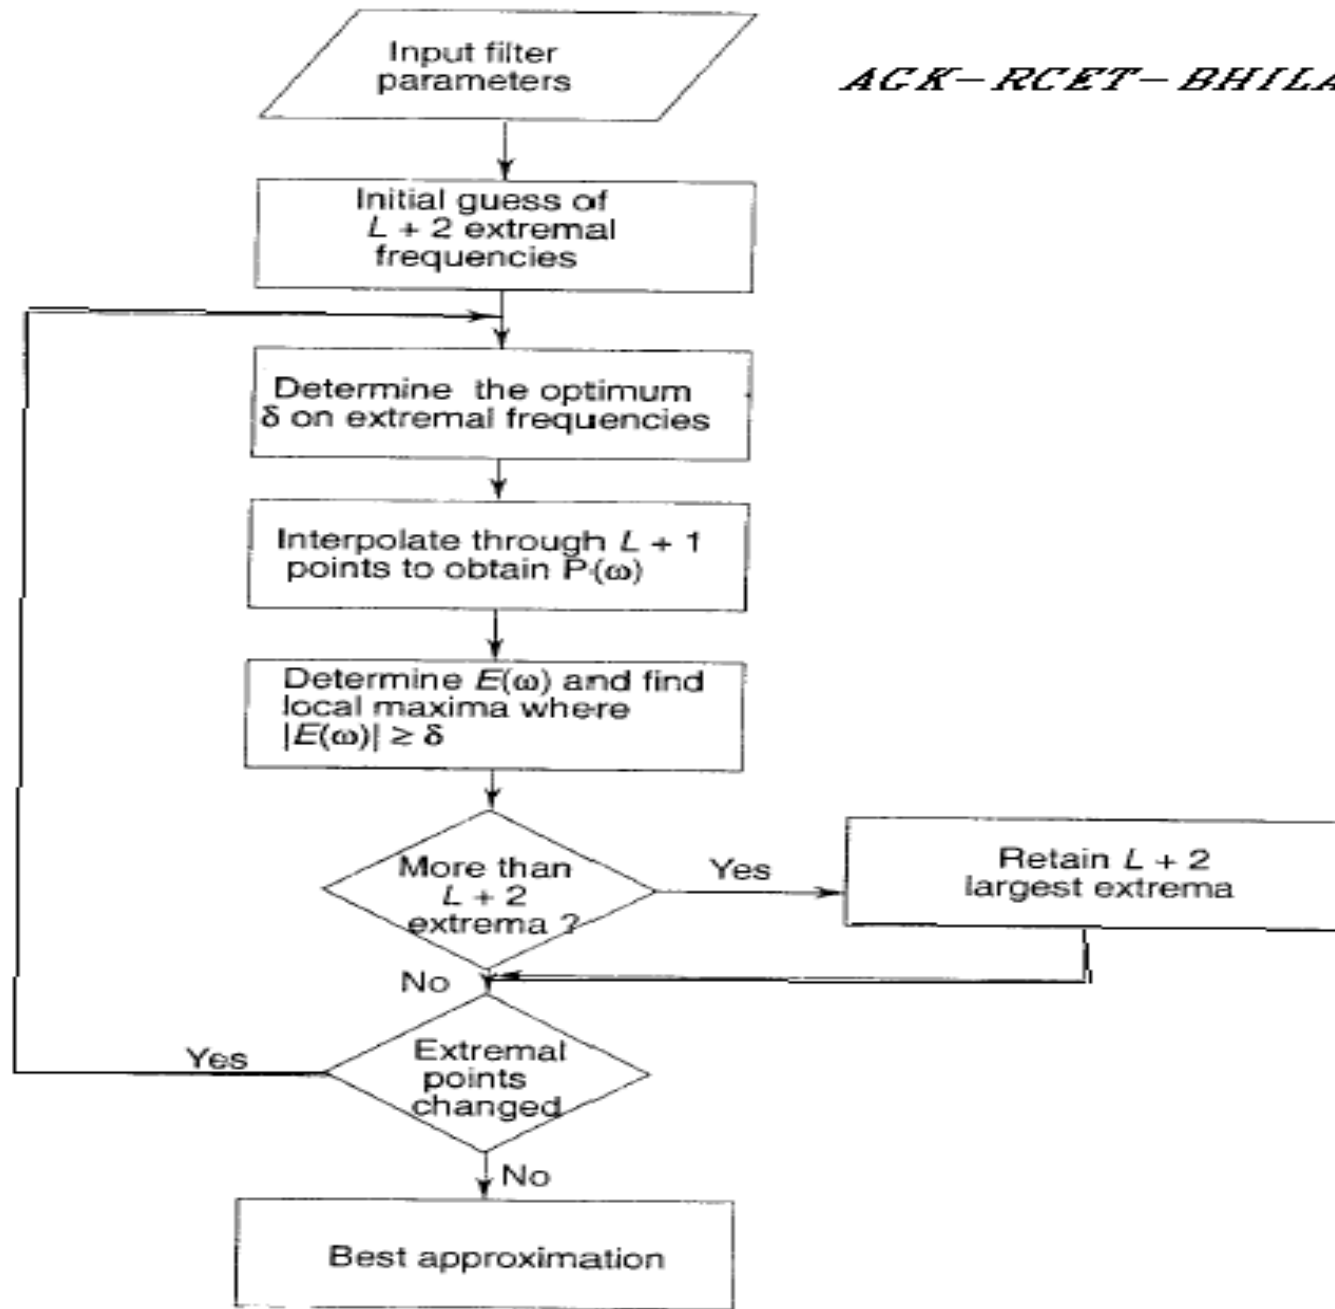 Input filter
parameters
ACK-RCET-BHILA
Initial guess of
L + 2 extremal
frequencies
Determine the optimum
δ on extremal frequencies
Interpolate through L + 1
points to obtain P(ω)
Determine E(ω) and find
local maxima where
|E(ω)| ≥ δ
More than
L + 2
extrema ?
Yes
Retain L + 2
largest extrema
No
Extremal
points
changed
Yes
No
Best approximation